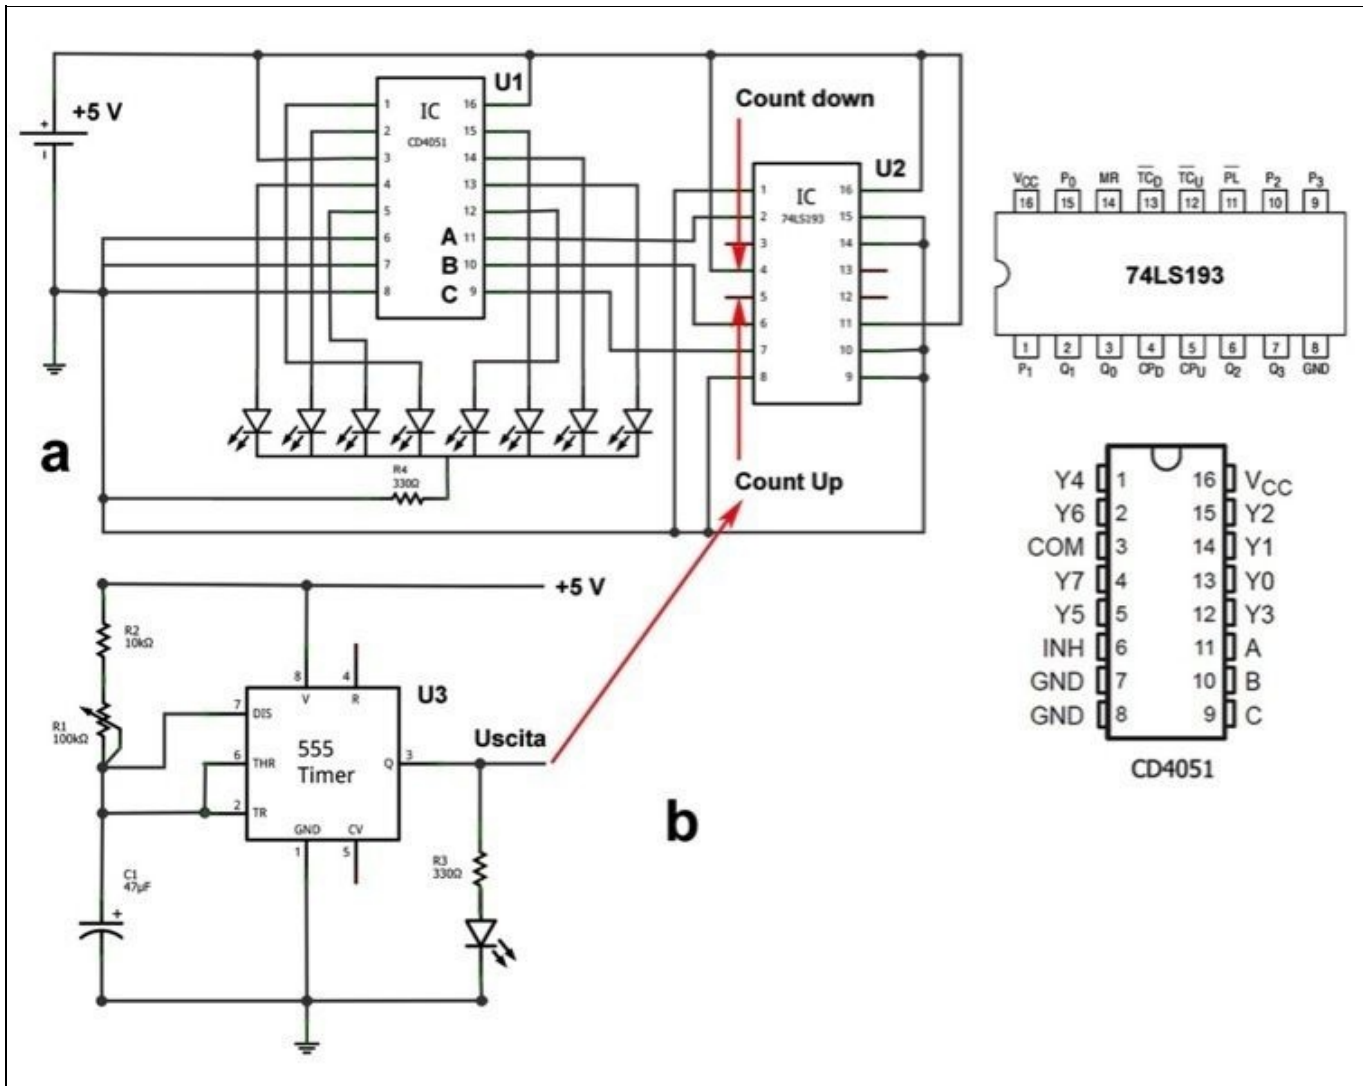 +5 V
+
U1
IC
CD4051
1
2
3
4
5
6
7
8
16
15
14
13
12
11
10
9
A
B
C
Count down
U2
IC
74LS193
1
2
3
4
5
6
7
8
16
15
14
13
12
11
10
9
Count Up
R4
330Ω
a
VCC P0 MR TCD TCU PL P2 P3
16 15 14 13 12 11 10 9
74LS193
1 2 3 4 5 6 7 8
P1 Q1 Q0 CPD CPU Q2 Q3 GND
Y4 1 16 VCC
Y6 2 15 Y2
COM 3 14 Y1
Y7 4 13 Y0
Y5 5 12 Y3
INH 6 11 A
GND 7 10 B
GND 8 9 C
CD4051
+5 V
R2
10kΩ
R1
100kΩ
C1
47µF
+
U3
8 4
V R
7 DIS
6 THR
2 TR
555
Timer
Q 3
GND CV
1 5
Uscita
R3
330Ω
b